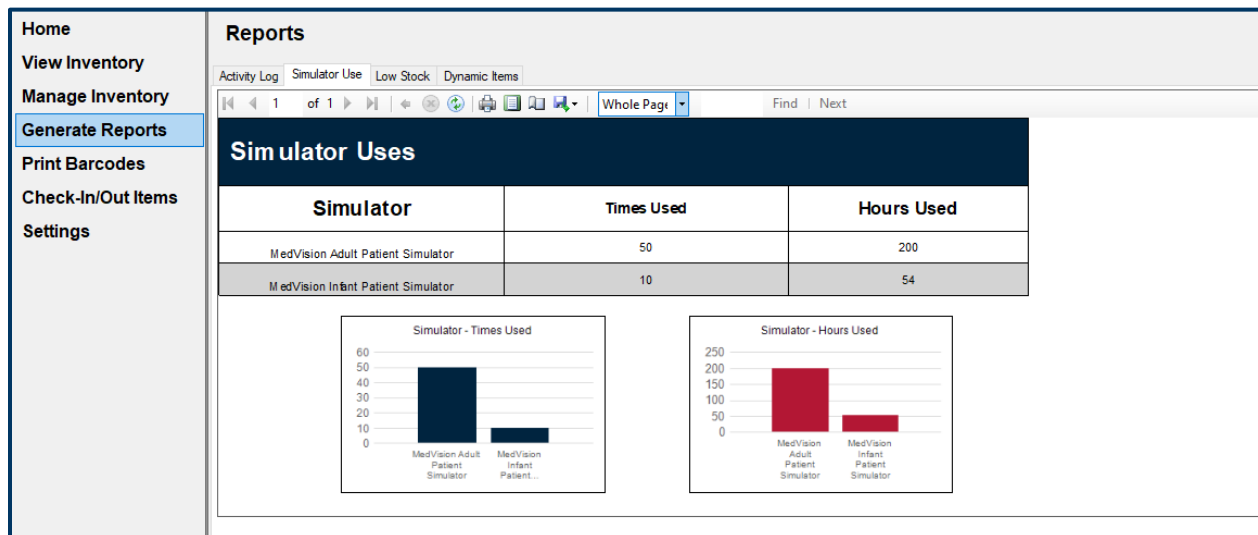 Home
View Inventory
Manage Inventory
Generate Reports
Print Barcodes
Check-In/Out Items
Settings
Reports
Activity Log Simulator Use Low Stock Dynamic Items
1 of 1 Whole Page Find | Next
Simulator Uses
Simulator Times Used Hours Used
MedVision Adult Patient Simulator 50 200
MedVision Infant Patient Simulator 10 54
Simulator - Times Used
60
50
40
30
20
10
0
MedVision Adult
Patient
Simulator
MedVision
Infant
Patient...
Simulator - Hours Used
250
200
150
100
50
0
MedVision
Adult
Patient
Simulator
MedVision
Infant
Patient
Simulator